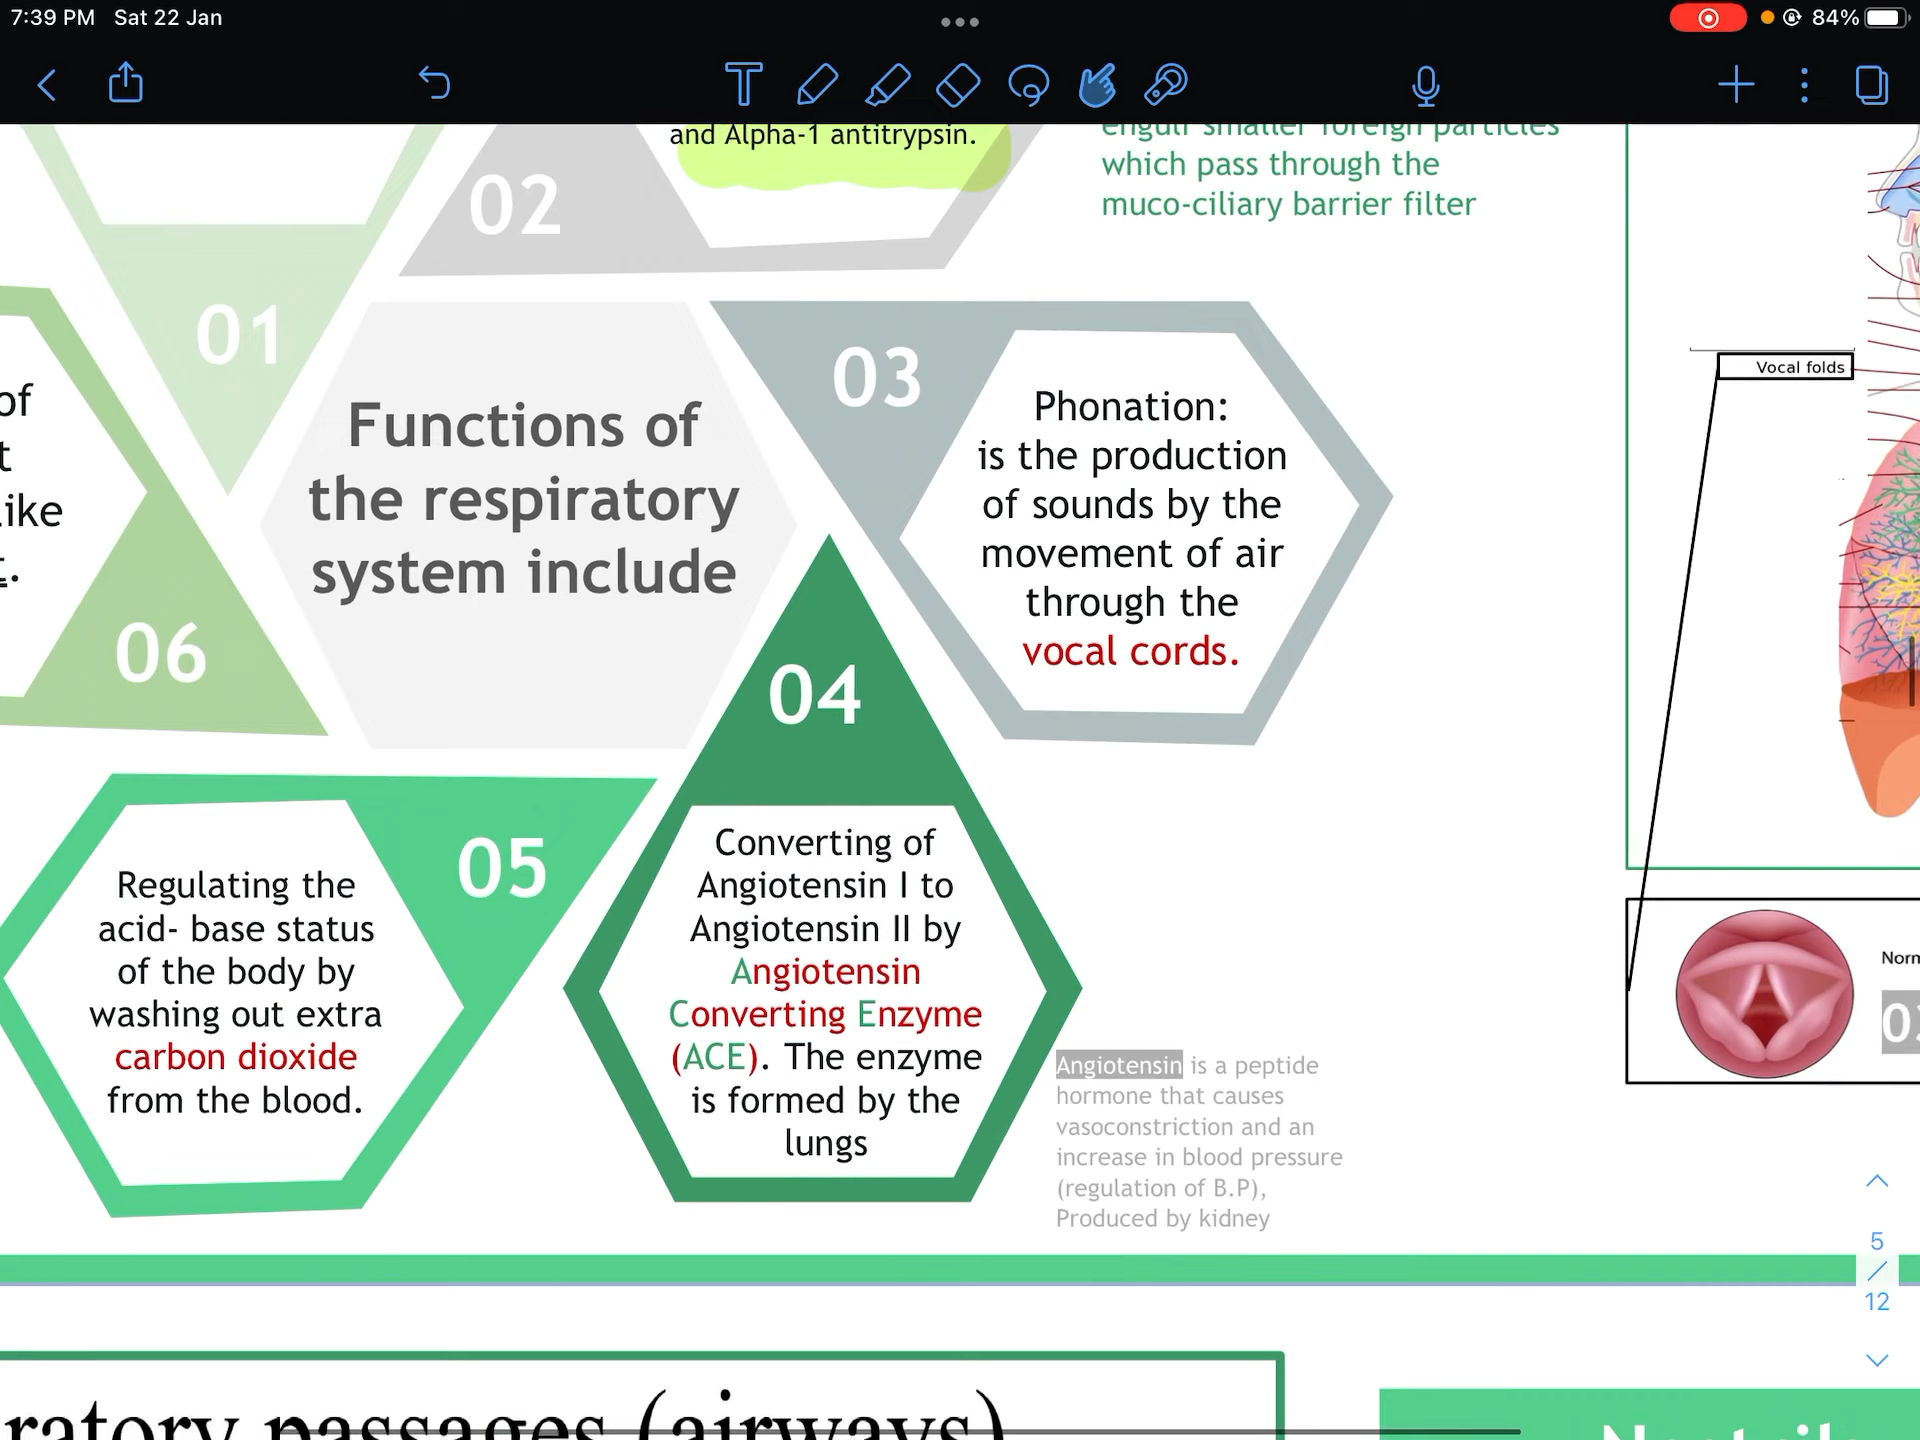 7:39 PM Sat 22 Jan
84%
and Alpha-1 antitrypsin.
engulf smaller foreign particles
which pass through the
muco-ciliary barrier filter
02
01
Functions of
the respiratory
system include
03
Phonation:
is the production
of sounds by the
movement of air
through the
vocal cords.
Vocal folds
of
06
04
Converting of
Angiotensin I to
Angiotensin II by
Angiotensin
Converting Enzyme
(ACE). The enzyme
is formed by the
lungs
05
Regulating the
acid- base status
of the body by
washing out extra
carbon dioxide
from the blood.
Angiotensin is a peptide
hormone that causes
vasoconstriction and an
increase in blood pressure
(regulation of B.P),
Produced by kidney
5
/
12
passages (airways)